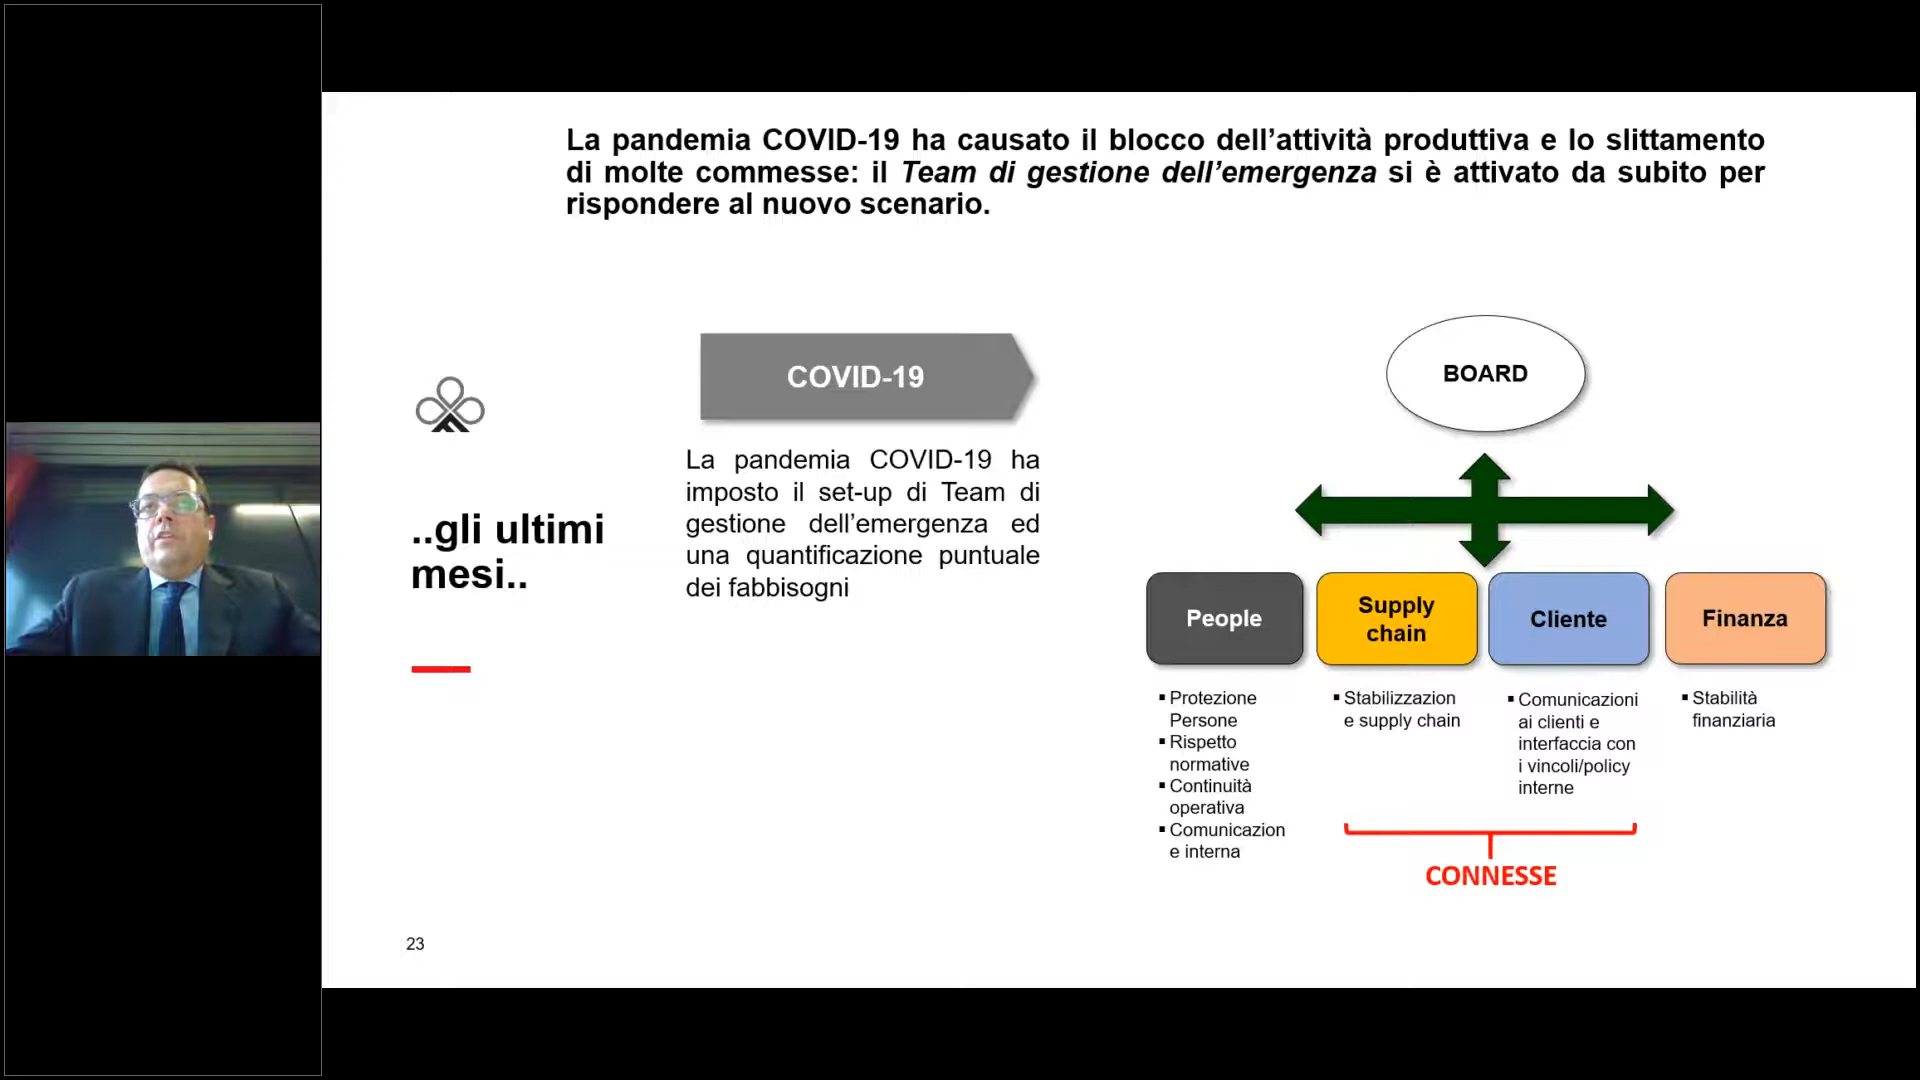 La pandemia COVID-19 ha causato il blocco dell’attività produttiva e lo slittamento
di molte commesse: il Team di gestione dell’emergenza si è attivato da subito per
rispondere al nuovo scenario.
..gli ultimi
mesi..
COVID-19
La pandemia COVID-19 ha
imposto il set-up di Team di
gestione dell’emergenza ed
una quantificazione puntuale
dei fabbisogni
BOARD
People
Supply
chain
Cliente
Finanza
▪ Protezione
Persone
▪ Rispetto
normative
▪ Continuità
operativa
▪ Comunicazion
e interna
▪ Stabilizzazion
e supply chain
▪ Comunicazioni
ai clienti e
interfaccia con
i vincoli/policy
interne
▪ Stabilità
finanziaria
CONNESSE
23